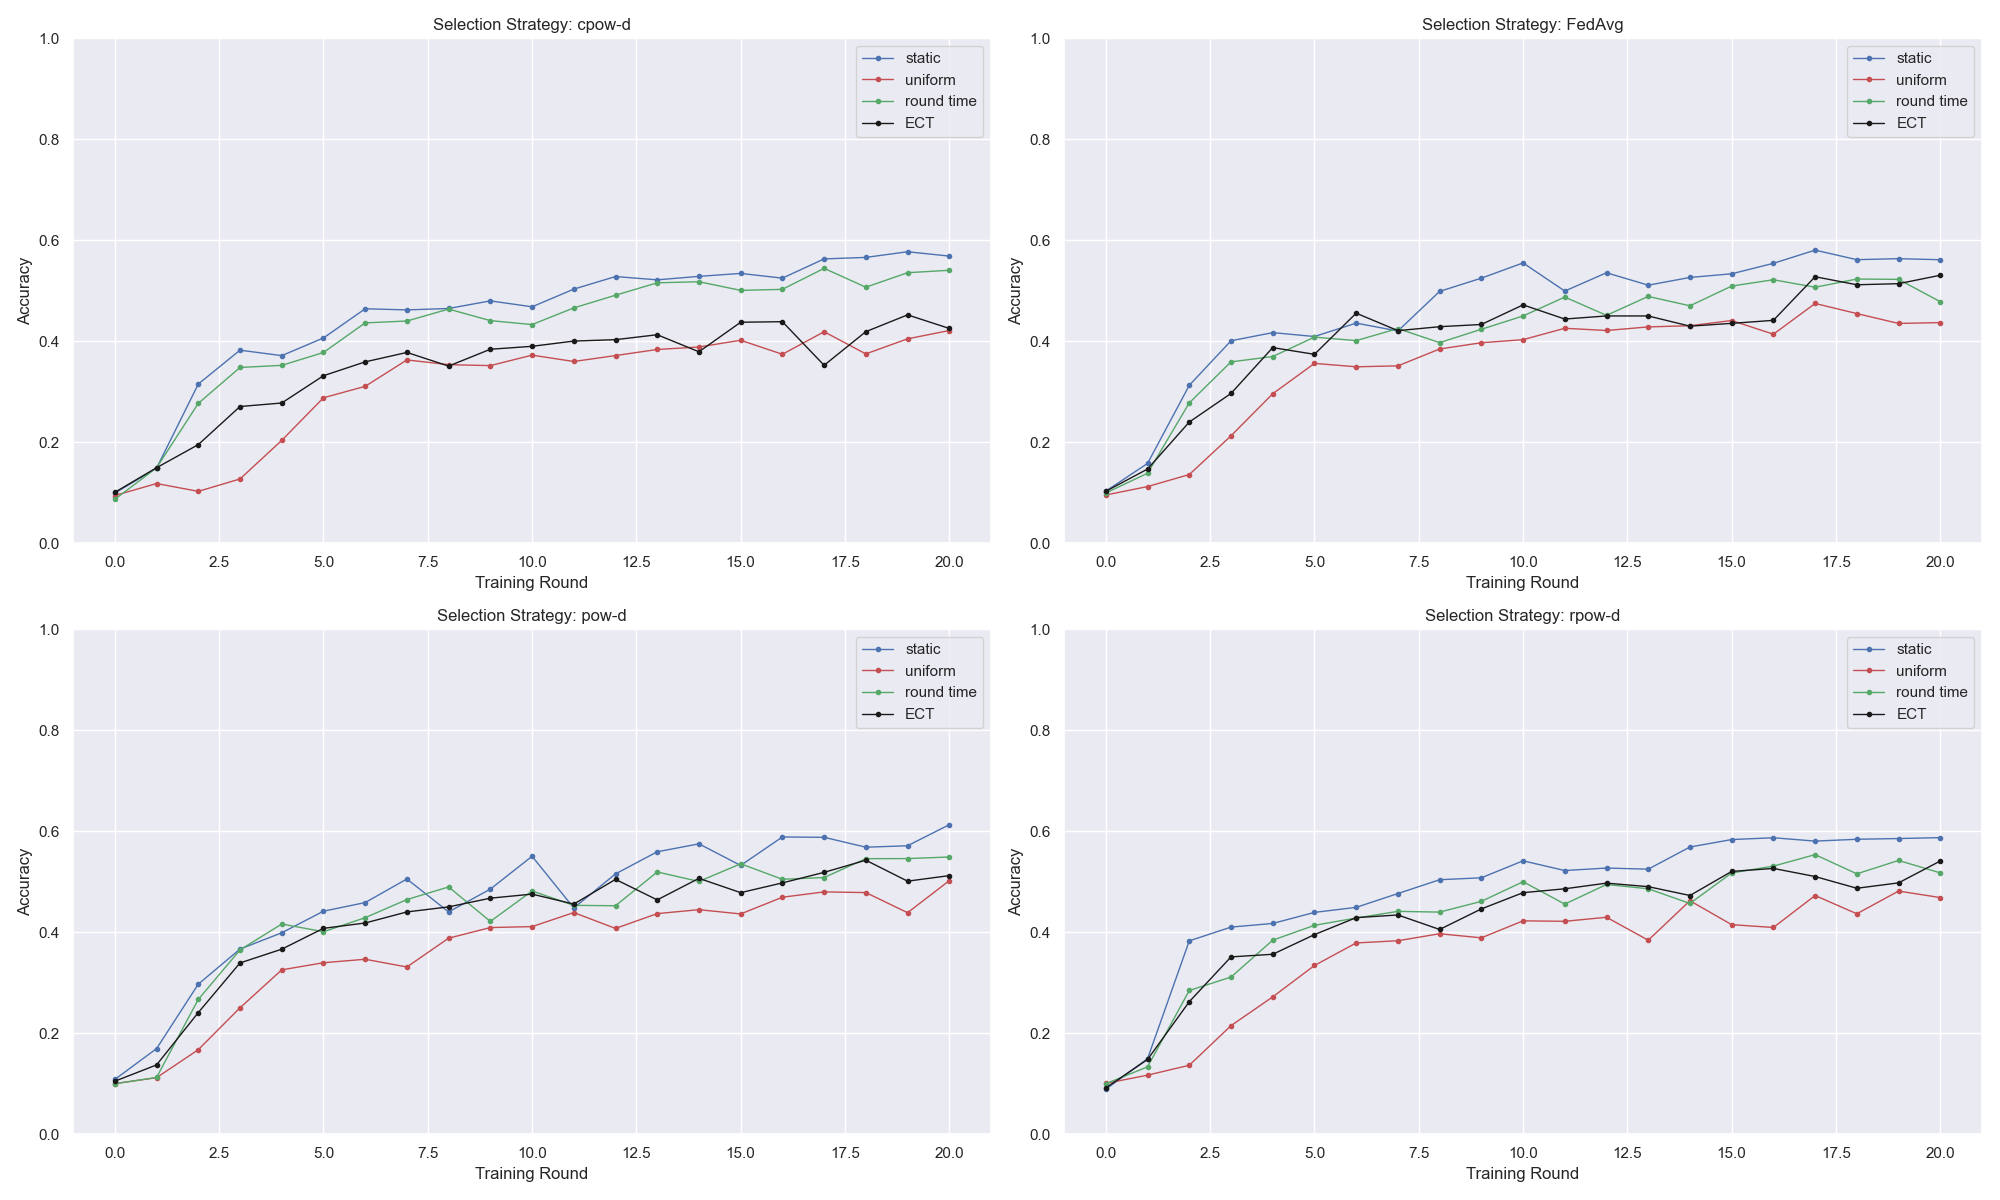 Selection Strategy: cpow-d
1.0
0.8
0.6
0.4
0.2
0.0
Accuracy
static
uniform
round time
ECT
0.0 2.5 5.0 7.5 10.0 12.5 15.0 17.5 20.0
Training Round
Selection Strategy: FedAvg
1.0
0.8
0.6
0.4
0.2
0.0
Accuracy
static
uniform
round time
ECT
0.0 2.5 5.0 7.5 10.0 12.5 15.0 17.5 20.0
Training Round
Selection Strategy: pow-d
1.0
0.8
0.6
0.4
0.2
0.0
Accuracy
static
uniform
round time
ECT
0.0 2.5 5.0 7.5 10.0 12.5 15.0 17.5 20.0
Training Round
Selection Strategy: rpow-d
1.0
0.8
0.6
0.4
0.2
0.0
Accuracy
static
uniform
round time
ECT
0.0 2.5 5.0 7.5 10.0 12.5 15.0 17.5 20.0
Training Round